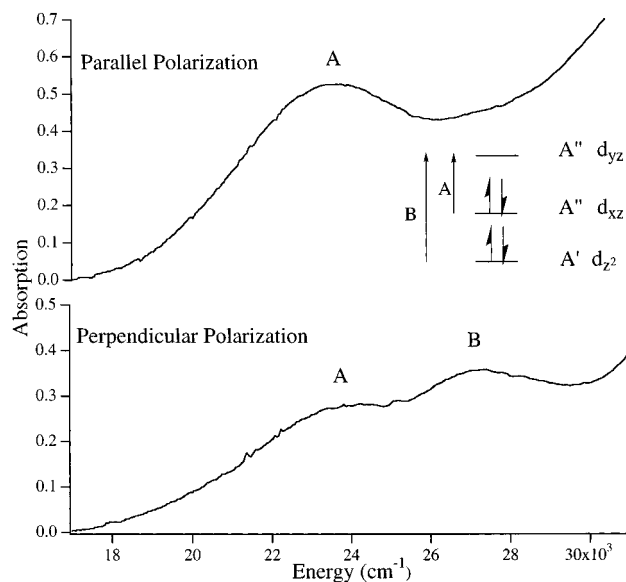 0.7
0.6
0.5
0.4
0.3
0.2
0.1
0.0
Parallel Polarization
A
A" d_yz
A
B
A" d_xz
A' d_z²
Absorption
0.5
0.4
0.3
0.2
0.1
0.0
Perpendicular Polarization
A
B
18 20 22 24 26 28 30x10³
Energy (cm⁻¹)